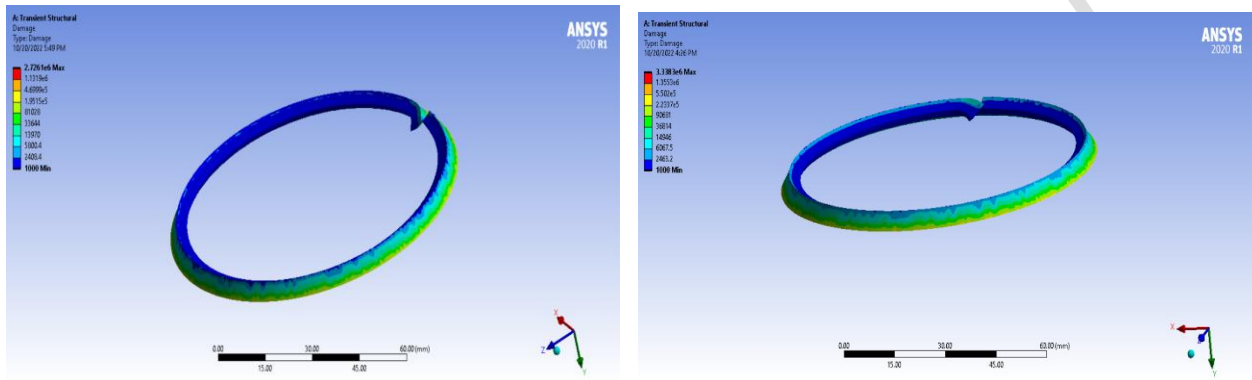 A: Transient Structural
Damage
Type: Damage
10/20/2022 5:49 PM
2.7261e6 Max
1.1319e6
4.6999e5
1.9515e5
81028
33644
13970
5800.4
2408.4
1000 Min
ANSYS
2020 R1
0.00
30.00
60.00 (mm)
15.00
45.00
X
Z
Y
A: Transient Structural
Damage
Type: Damage
10/20/2022 4:26 PM
3.3383e6 Max
1.3553e6
5.502e5
2.2337e5
90681
36814
14946
6067.5
2463.2
1000 Min
ANSYS
2020 R1
0.00
30.00
60.00 (mm)
15.00
45.00
X
Y